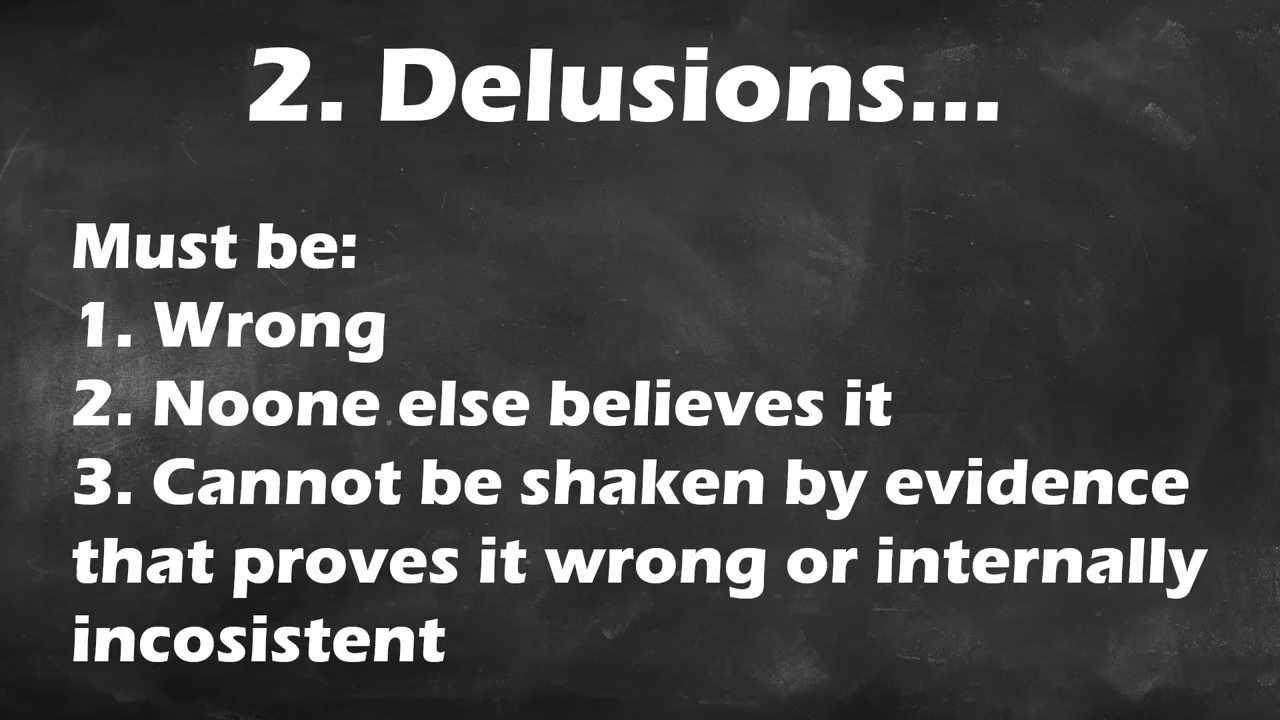 2. Delusions...
Must be:
1. Wrong
2. Noone else believes it
3. Cannot be shaken by evidence
that proves it wrong or internally
incosistent